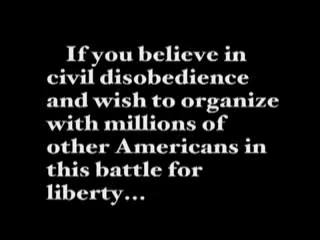 If you believe in
civil disobedience
and wish to organize
with millions of
other Americans in
this battle for
liberty...